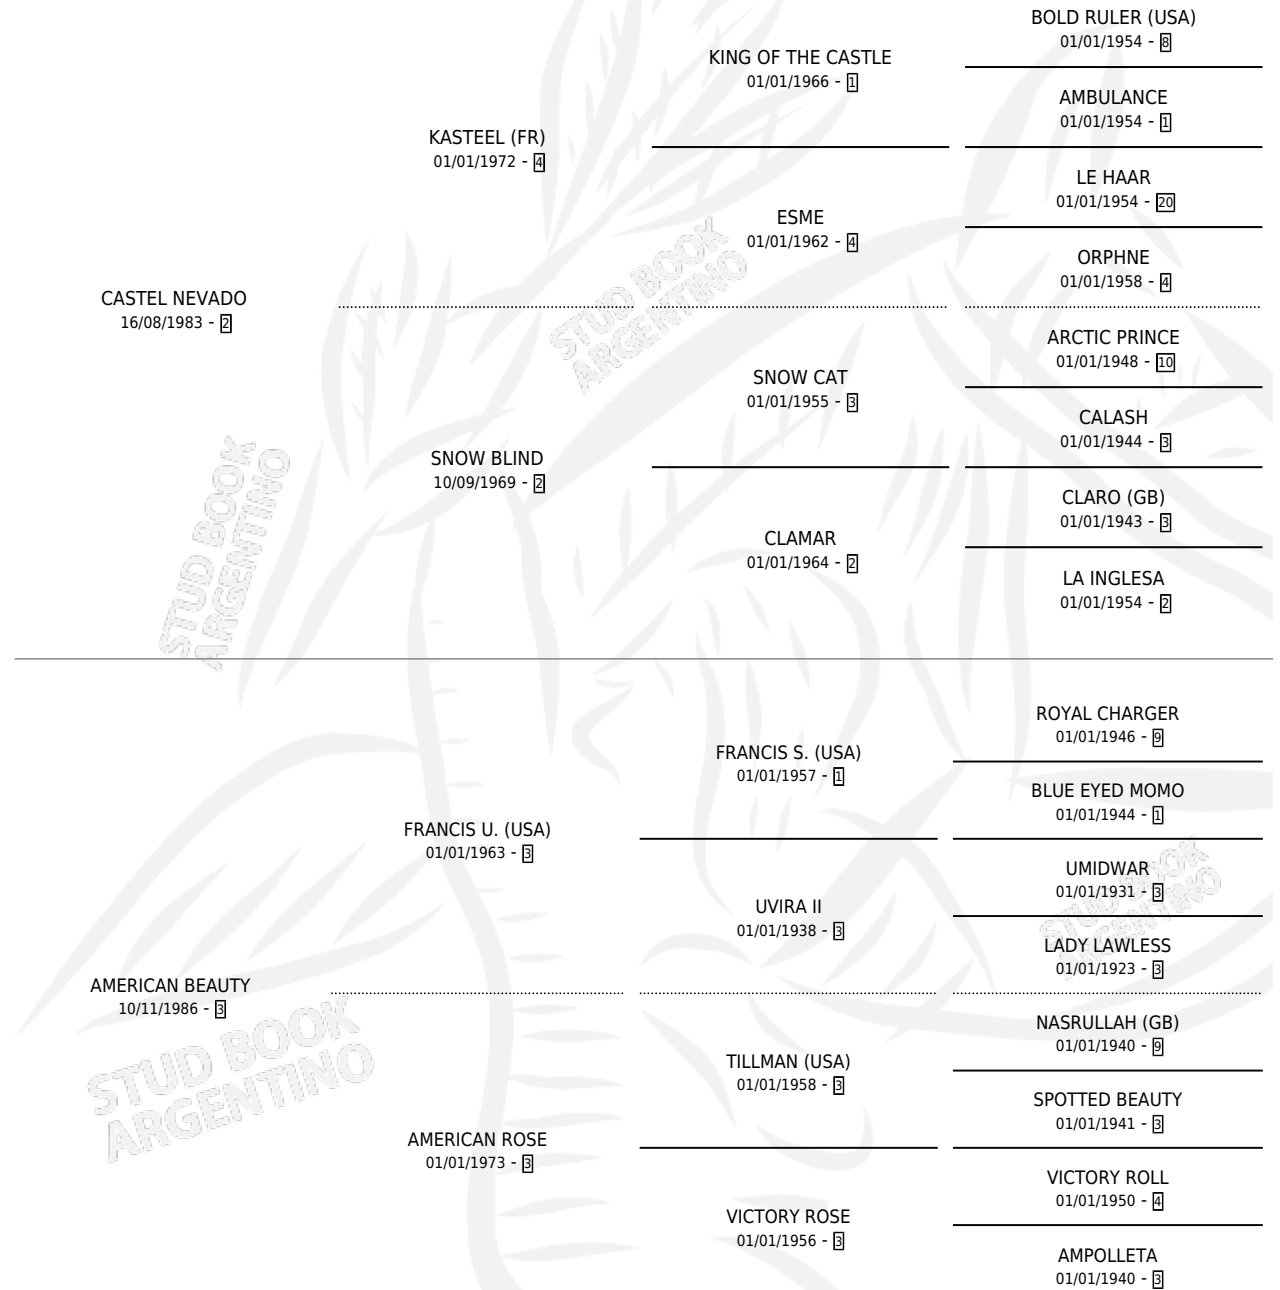 BOLD RULER (USA)
01/01/1954 - 8
KING OF THE CASTLE
01/01/1966 - 1
AMBULANCE
01/01/1954 - 1
KASTEEL (FR)
01/01/1972 - 4
LE HAAR
01/01/1954 - 20
ESME
01/01/1962 - 4
ORPHNE
01/01/1958 - 4
CASTEL NEVADO
16/08/1983 - 2
ARCTIC PRINCE
01/01/1948 - 10
SNOW CAT
01/01/1955 - 3
CALASH
01/01/1944 - 3
SNOW BLIND
10/09/1969 - 2
CLARO (GB)
01/01/1943 - 3
CLAMAR
01/01/1964 - 2
LA INGLESA
01/01/1954 - 2
STUD BOOK
ARGENTINO
STUD BOOK
ARGENTINO
ROYAL CHARGER
01/01/1946 - 9
FRANCIS S. (USA)
01/01/1957 - 1
BLUE EYED MOMO
01/01/1944 - 1
FRANCIS U. (USA)
01/01/1963 - 3
UMIDWAR
01/01/1931 - 3
UVIRA II
01/01/1938 - 3
LADY LAWLESS
01/01/1923 - 3
AMERICAN BEAUTY
10/11/1986 - 3
NASRULLAH (GB)
01/01/1940 - 9
TILLMAN (USA)
01/01/1958 - 3
SPOTTED BEAUTY
01/01/1941 - 3
AMERICAN ROSE
01/01/1973 - 3
VICTORY ROLL
01/01/1950 - 4
VICTORY ROSE
01/01/1956 - 3
AMPOLLETA
01/01/1940 - 3
STUD BOOK
ARGENTINO
STUD BOOK
ARGENTINO